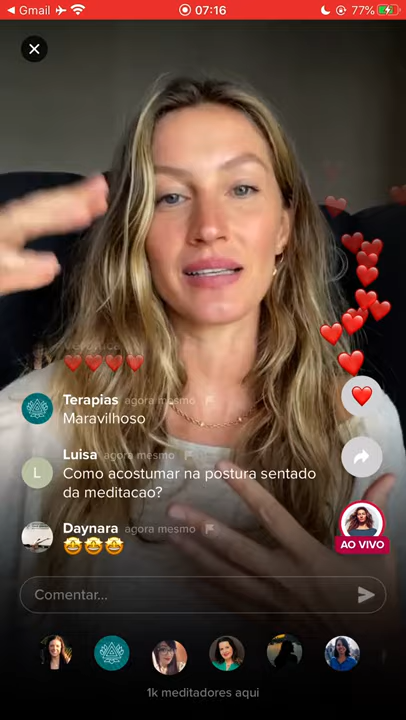 Gmail
07:16
77%
Terapias agora mesmo
Maravilhoso
Luisa agora mesmo
L
Como acostumar na postura sentado
da meditacao?
Daynara agora mesmo
AO VIVO
Comentar...
1k meditadores aqui